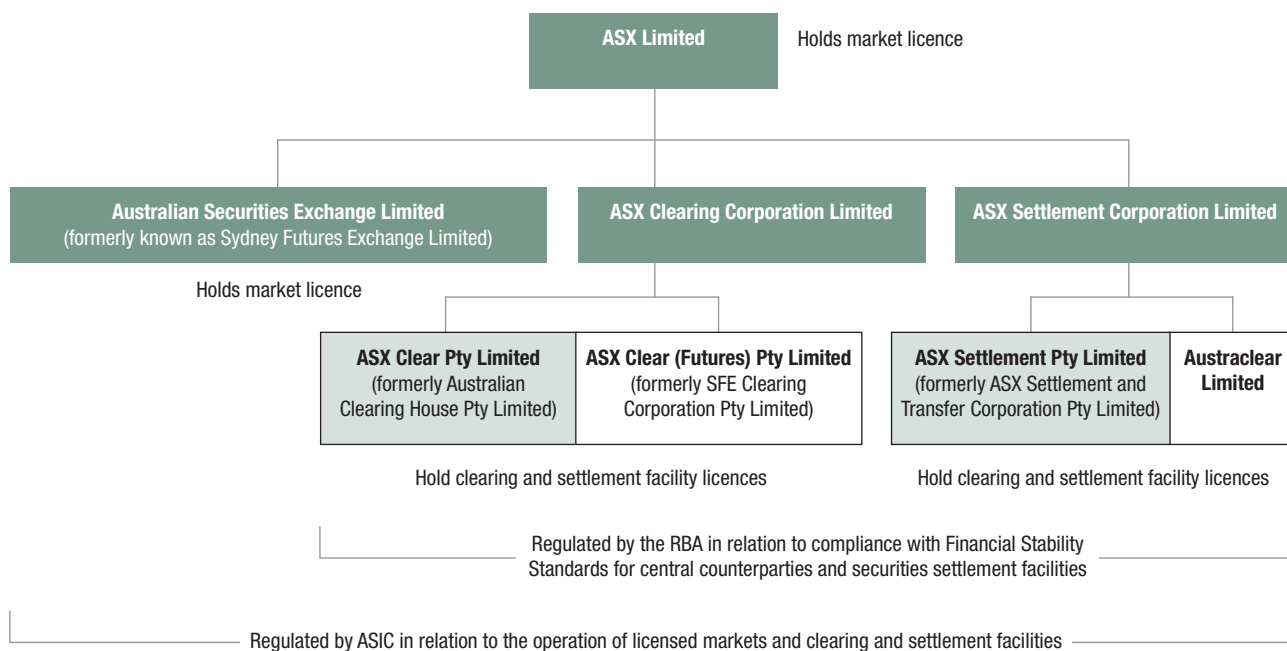 ASX Limited
Holds market licence
Australian Securities Exchange Limited
(formerly known as Sydney Futures Exchange Limited)
ASX Clearing Corporation Limited
ASX Settlement Corporation Limited
Holds market licence
ASX Clear Pty Limited
(formerly Australian
Clearing House Pty Limited)
ASX Clear (Futures) Pty Limited
(formerly SFE Clearing
Corporation Pty Limited)
ASX Settlement Pty Limited
(formerly ASX Settlement and
Transfer Corporation Pty Limited)
Austraclear
Limited
Hold clearing and settlement facility licences
Hold clearing and settlement facility licences
Regulated by the RBA in relation to compliance with Financial Stability
Standards for central counterparties and securities settlement facilities
Regulated by ASIC in relation to the operation of licensed markets and clearing and settlement facilities